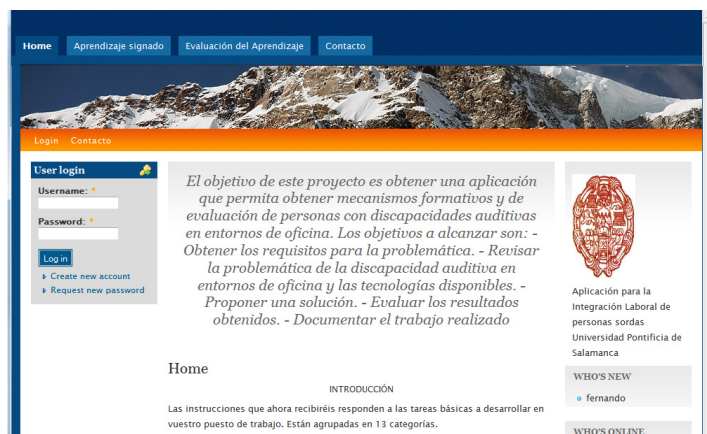 Home Aprendizaje signado Evaluación del Aprendizaje Contacto
Login Contacto
User login
Username: *
Password: *
Log in
Create new account
Request new password
El objetivo de este proyecto es obtener una aplicación
que permita obtener mecanismos formativos y de
evaluación de personas con discapacidades auditivas
en entornos de oficina. Los objetivos a alcanzar son: -
Obtener los requisitos para la problemática. - Revisar
la problemática de la discapacidad auditiva en
entornos de oficina y las tecnologías disponibles. -
Proponer una solución. - Evaluar los resultados
obtenidos. - Documentar el trabajo realizado
Home
INTRODUCCIÓN
Las instrucciones que ahora recibiréis responden a las tareas básicas a desarrollar en
vuestro puesto de trabajo. Están agrupadas en 13 categorías.
Aplicación para la
Integración Laboral de
personas sordas
Universidad Pontificia de
Salamanca
WHO'S NEW
fernando
WHO'S ONLINE